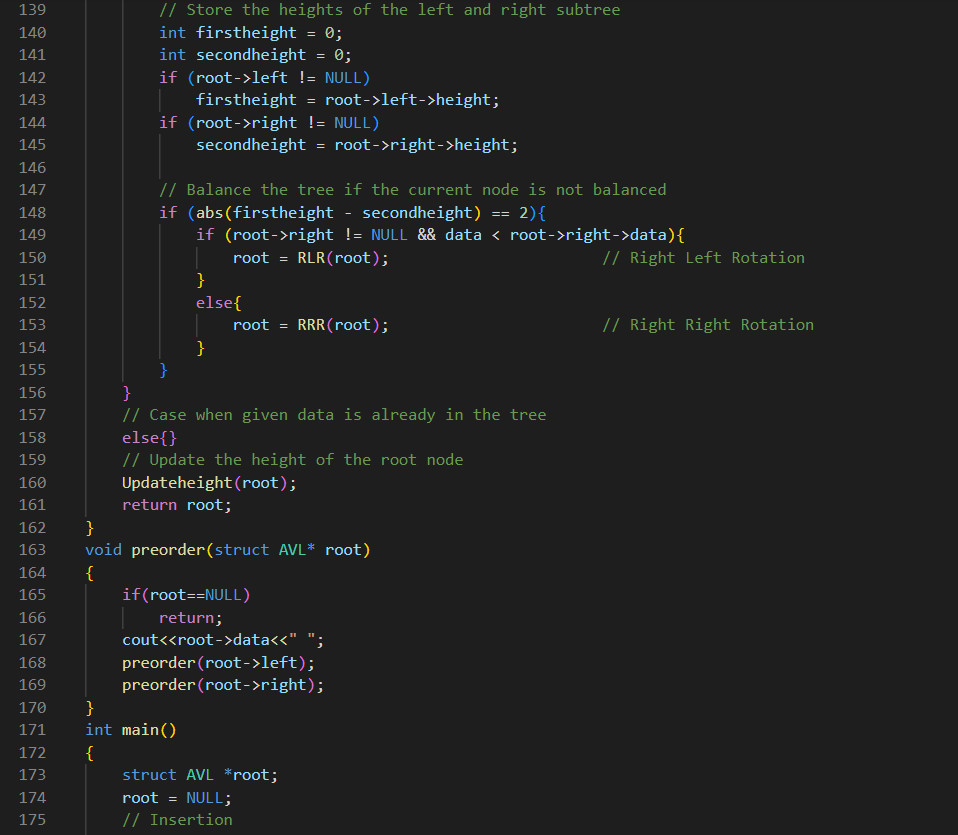 139 // Store the heights of the left and right subtree
140 int firstheight = 0;
141 int secondheight = 0;
142 if (root->left != NULL)
143 firstheight = root->left->height;
144 if (root->right != NULL)
145 secondheight = root->right->height;
146
147 // Balance the tree if the current node is not balanced
148 if (abs(firstheight - secondheight) == 2){
149 if (root->right != NULL && data < root->right->data){
150 root = RLR(root); // Right Left Rotation
151 }
152 else{
153 root = RRR(root); // Right Right Rotation
154 }
155 }
156 }
157 // Case when given data is already in the tree
158 else{}
159 // Update the height of the root node
160 Updateheight(root);
161 return root;
162 }
163 void preorder(struct AVL* root)
164 {
165 if(root==NULL)
166 return;
167 cout<<root->data<<" ";
168 preorder(root->left);
169 preorder(root->right);
170 }
171 int main()
172 {
173 struct AVL *root;
174 root = NULL;
175 // Insertion